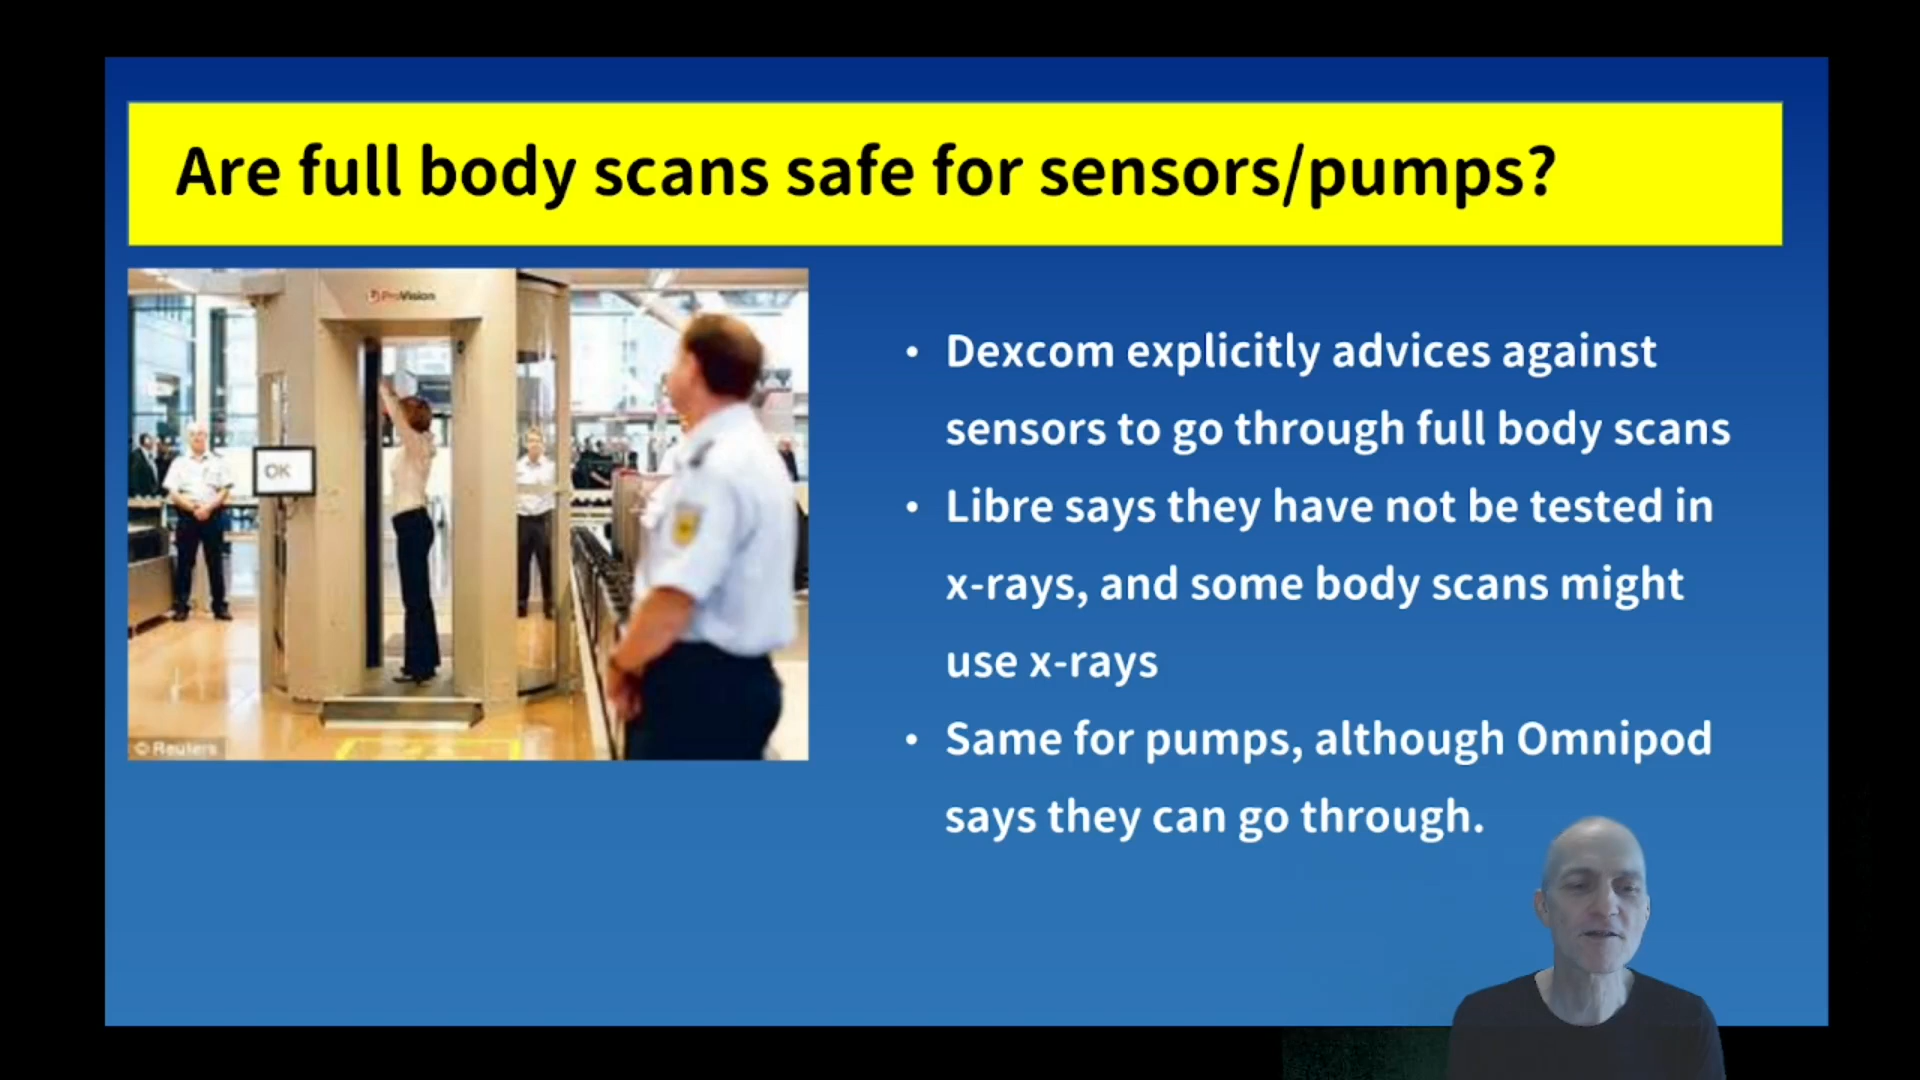 Are full body scans safe for sensors/pumps?
ProVision
OK
© Reuters
• Dexcom explicitly advices against
sensors to go through full body scans
• Libre says they have not be tested in
x-rays, and some body scans might
use x-rays
• Same for pumps, although Omnipod
says they can go through.